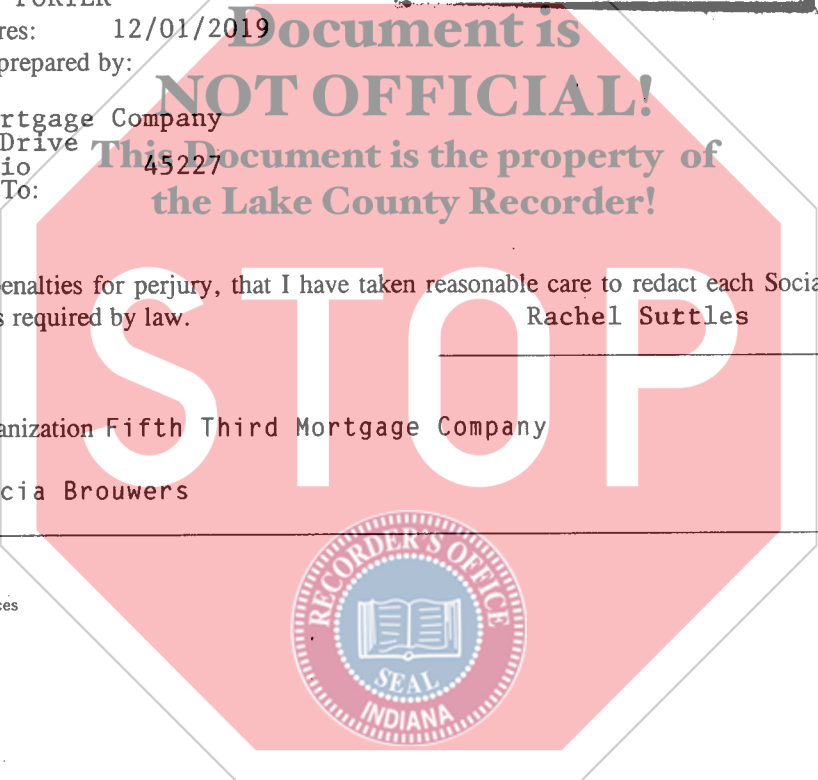 PORTER
res: 12/01/2019
Document is
prepared by:
NOT OFFICIAL!
rtgage Company
Drive
This Document is the property of
io 45227
To:
the Lake County Recorder!
enalties for perjury, that I have taken reasonable care to redact each Socia
s required by law. Rachel Suttles
STOP
anization Fifth Third Mortgage Company
cia Brouwers
RECORDER'S OFFICE
ces
SEAL
INDIANA